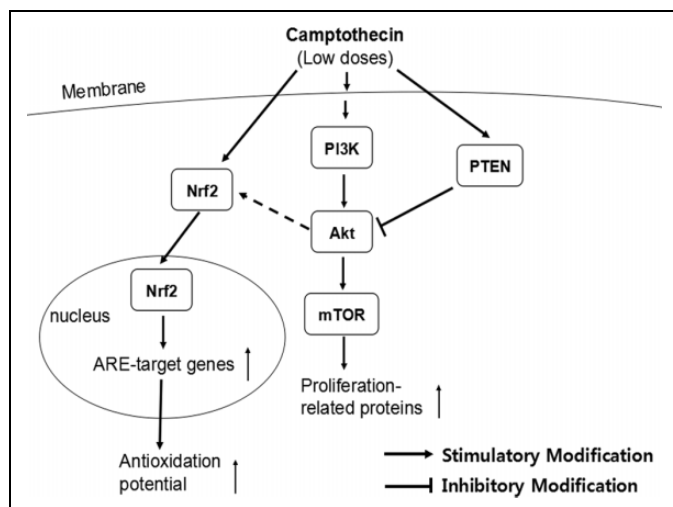 Camptothecin
(Low doses)
Membrane
PI3K
PTEN
Nrf2
Akt
Nrf2
nucleus
mTOR
ARE-target genes
Proliferation-
related proteins
Antioxidation
potential
Stimulatory Modification
Inhibitory Modification